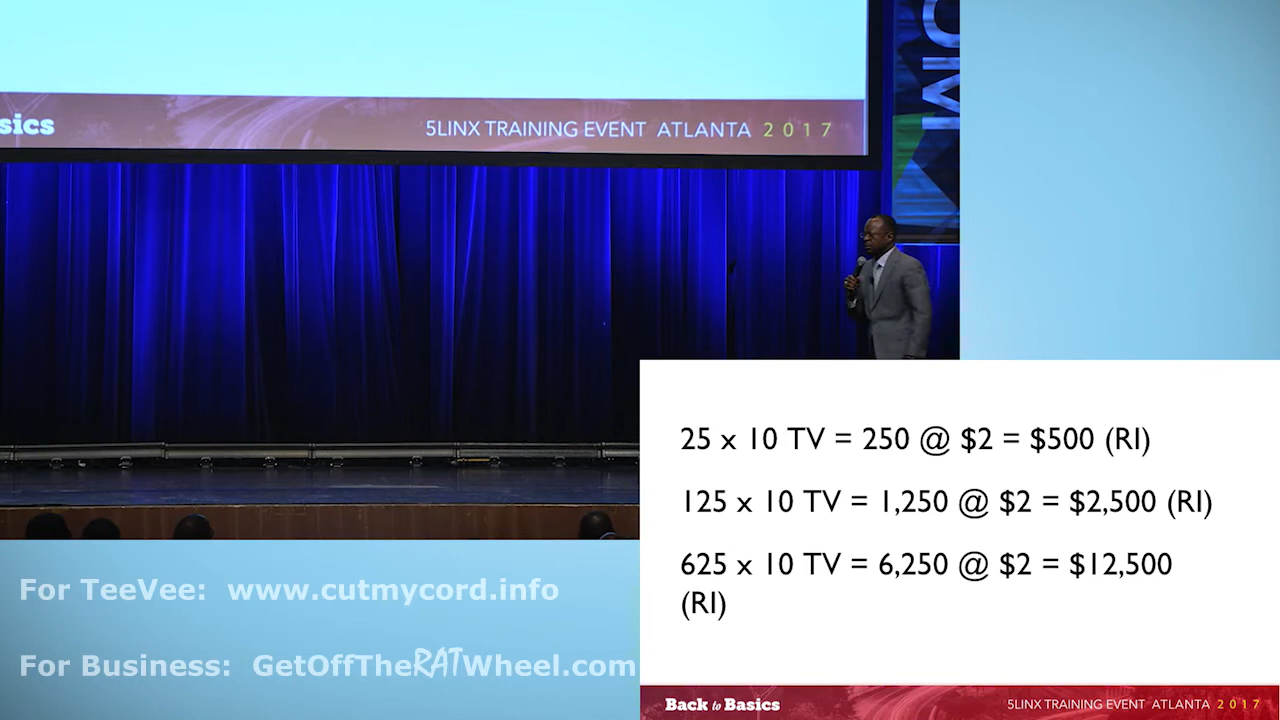 sics
5LINX TRAINING EVENT ATLANTA 2017
OM
25 x 10 TV = 250 @ $2 = $500 (RI)
125 x 10 TV = 1,250 @ $2 = $2,500 (RI)
625 x 10 TV = 6,250 @ $2 = $12,500
(RI)
For TeeVee: www.cutmycord.info
For Business: GetOffTheRATWheel.com
Back to Basics
5LINX TRAINING EVENT ATLANTA 2017